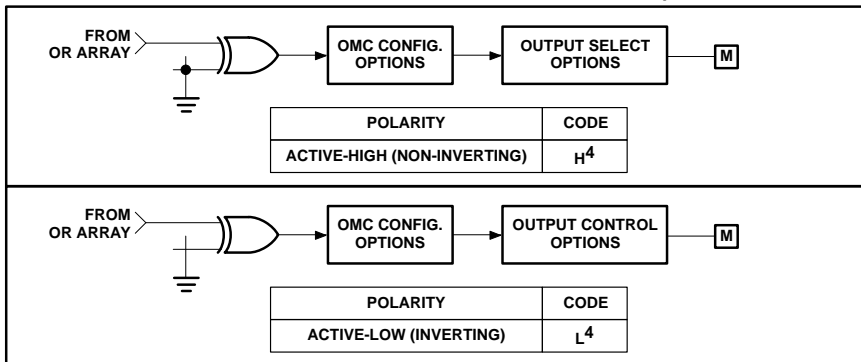 FROM
OR ARRAY
OMC CONFIG.
OPTIONS
OUTPUT SELECT
OPTIONS
M
POLARITY CODE
ACTIVE-HIGH (NON-INVERTING) H4
FROM
OR ARRAY
OMC CONFIG.
OPTIONS
OUTPUT CONTROL
OPTIONS
M
POLARITY CODE
ACTIVE-LOW (INVERTING) L4